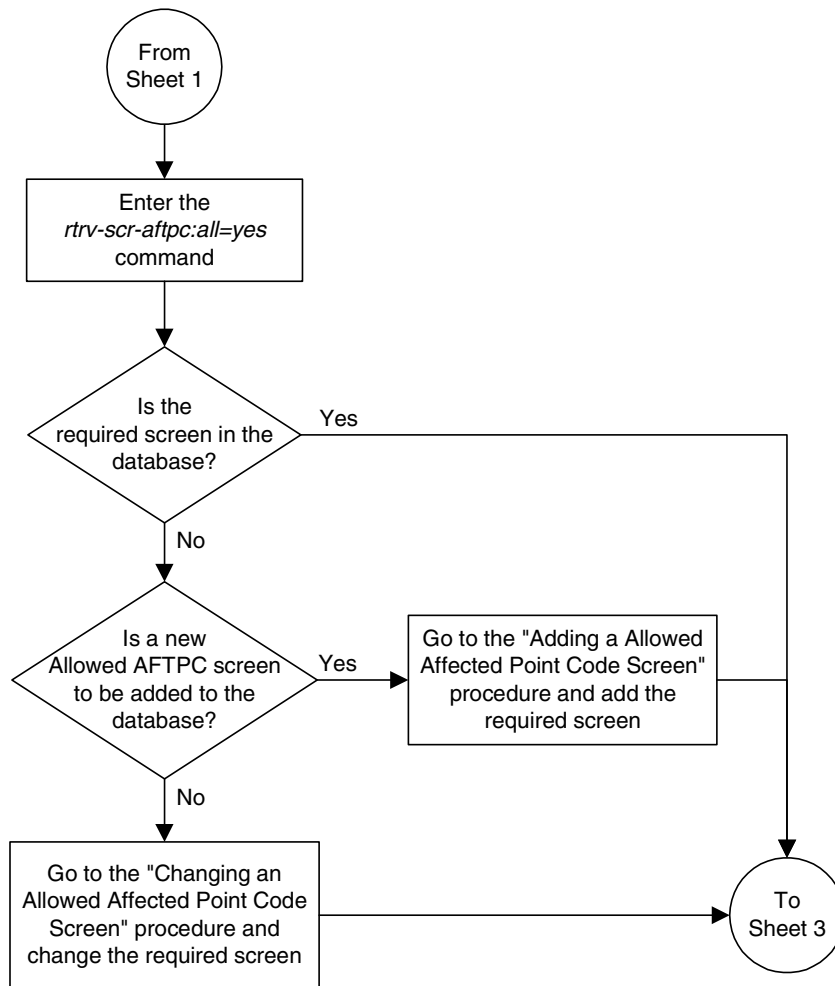 From
Sheet 1
Enter the
rtrv-scr-aftpc:all=yes
command
Is the
required screen in the
database?
Yes
No
Is a new
Allowed AFTPC screen
to be added to the
database?
Yes
Go to the "Adding a Allowed
Affected Point Code Screen"
procedure and add the
required screen
No
Go to the "Changing an
Allowed Affected Point Code
Screen" procedure and
change the required screen
To
Sheet 3